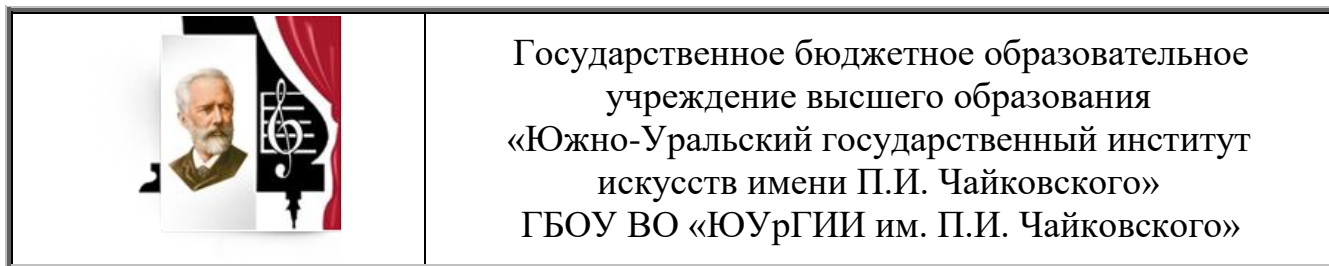 Государственное бюджетное образовательное
учреждение высшего образования
«Южно-Уральский государственный институт
искусств имени П.И. Чайковского»
ГБОУ ВО «ЮУрГИИ им. П.И. Чайковского»